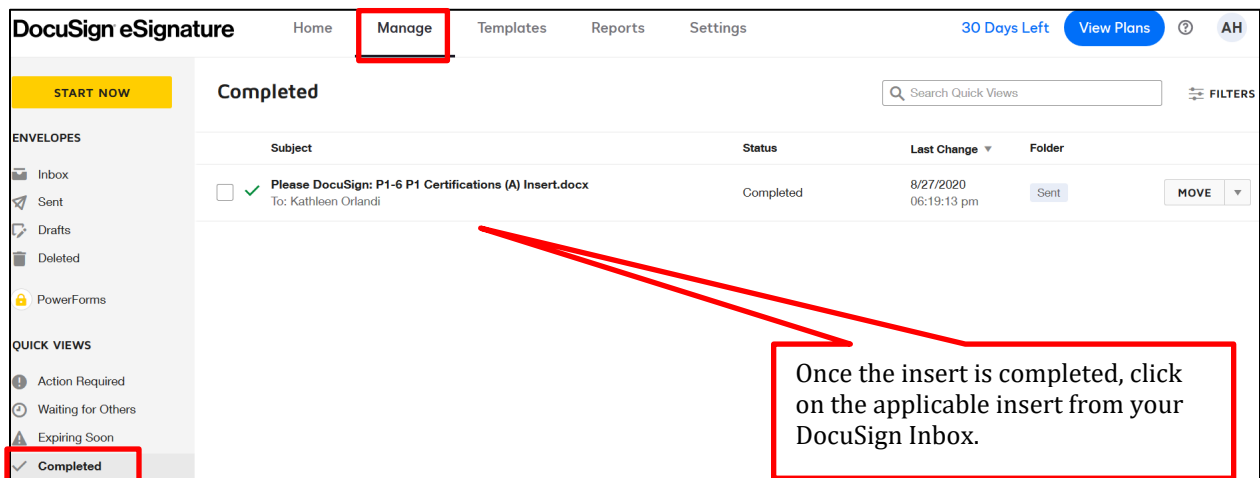 DocuSign eSignature Home Manage Templates Reports Settings 30 Days Left View Plans ? AH
START NOW
Completed
Search Quick Views
FILTERS
ENVELOPES
Subject Status Last Change Folder
Inbox
Sent
Drafts
Deleted
PowerForms
Please DocuSign: P1-6 P1 Certifications (A) Insert.docx
To: Kathleen Orlandi
Completed
8/27/2020
06:19:13 pm
Sent
MOVE
QUICK VIEWS
Action Required
Waiting for Others
Expiring Soon
Completed
Once the insert is completed, click
on the applicable insert from your
DocuSign Inbox.